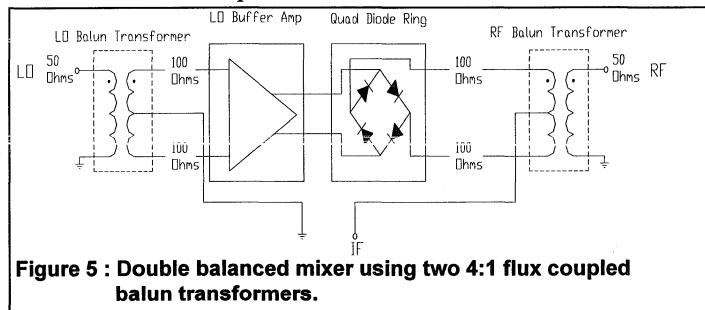 LO Buffer Amp
Quad Diode Ring
LO Balun Transformer
RF Balun Transformer
LO
50
Ohms
100
Ohms
100
Ohms
50
Ohms
RF
100
Ohms
100
Ohms
IF
Figure 5 : Double balanced mixer using two 4:1 flux coupled
balun transformers.